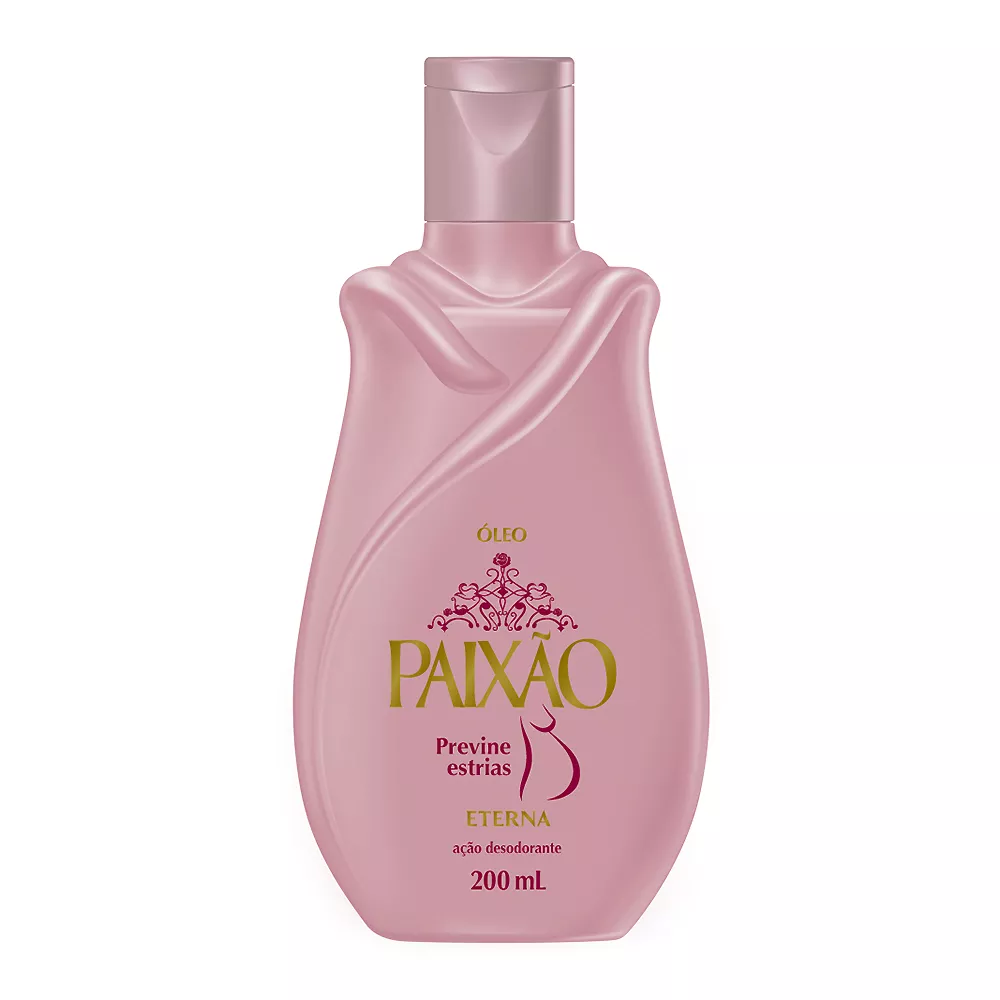 ÓLEO
PAIXÃO
Previne
estrias
ETERNA
ação desodorante
200 mL